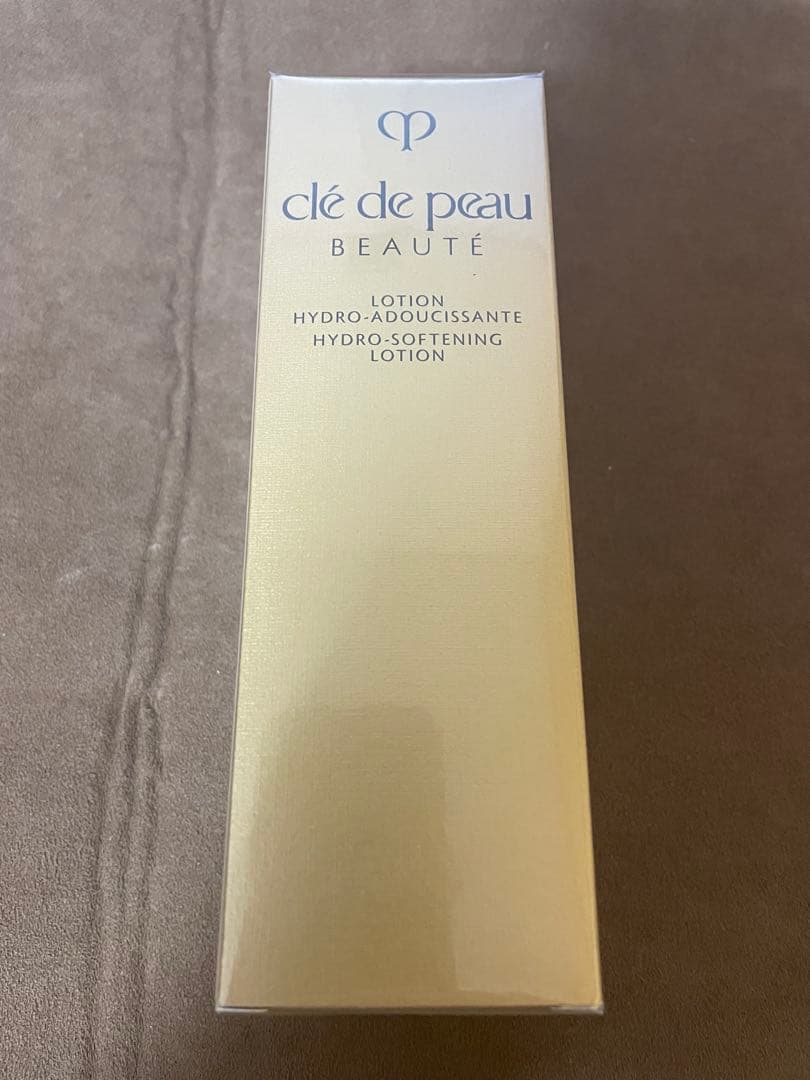 clé de peau
BEAUTÉ
LOTION
HYDRO-ADOUCISSANTE
HYDRO-SOFTENING
LOTION